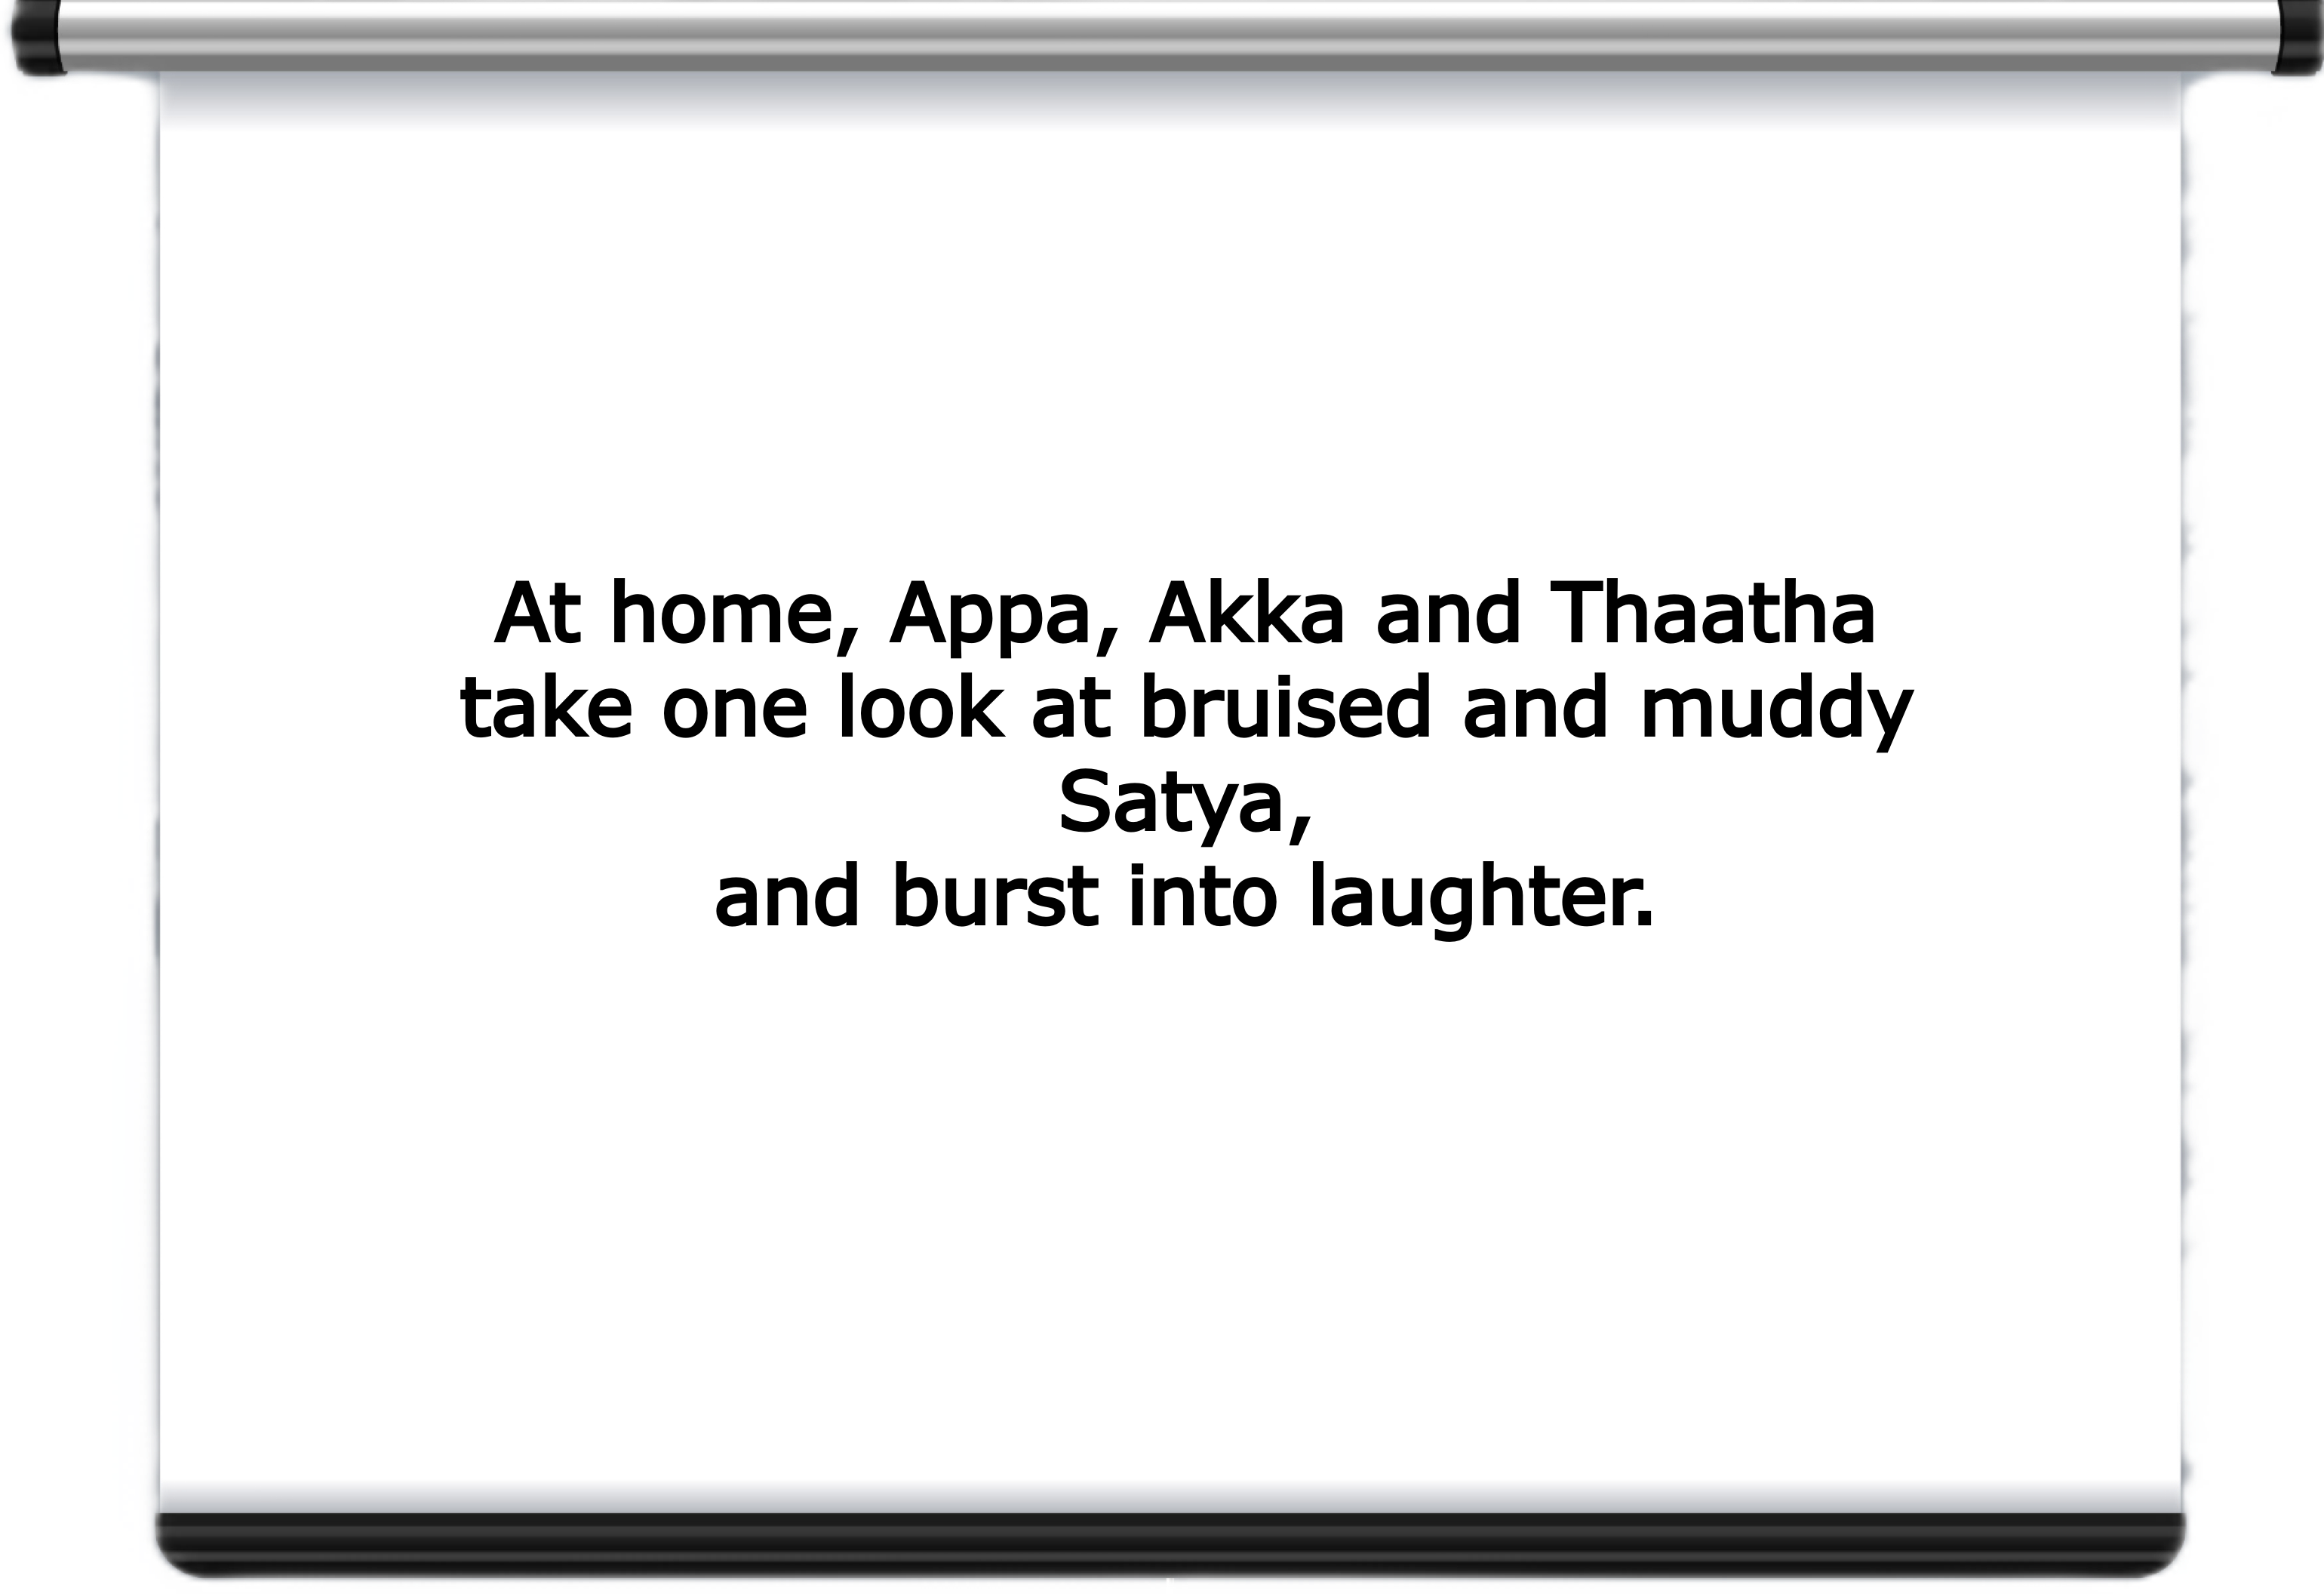 At home, Appa, Akka and Thaatha
take one look at bruised and muddy
Satya,
and burst into laughter.